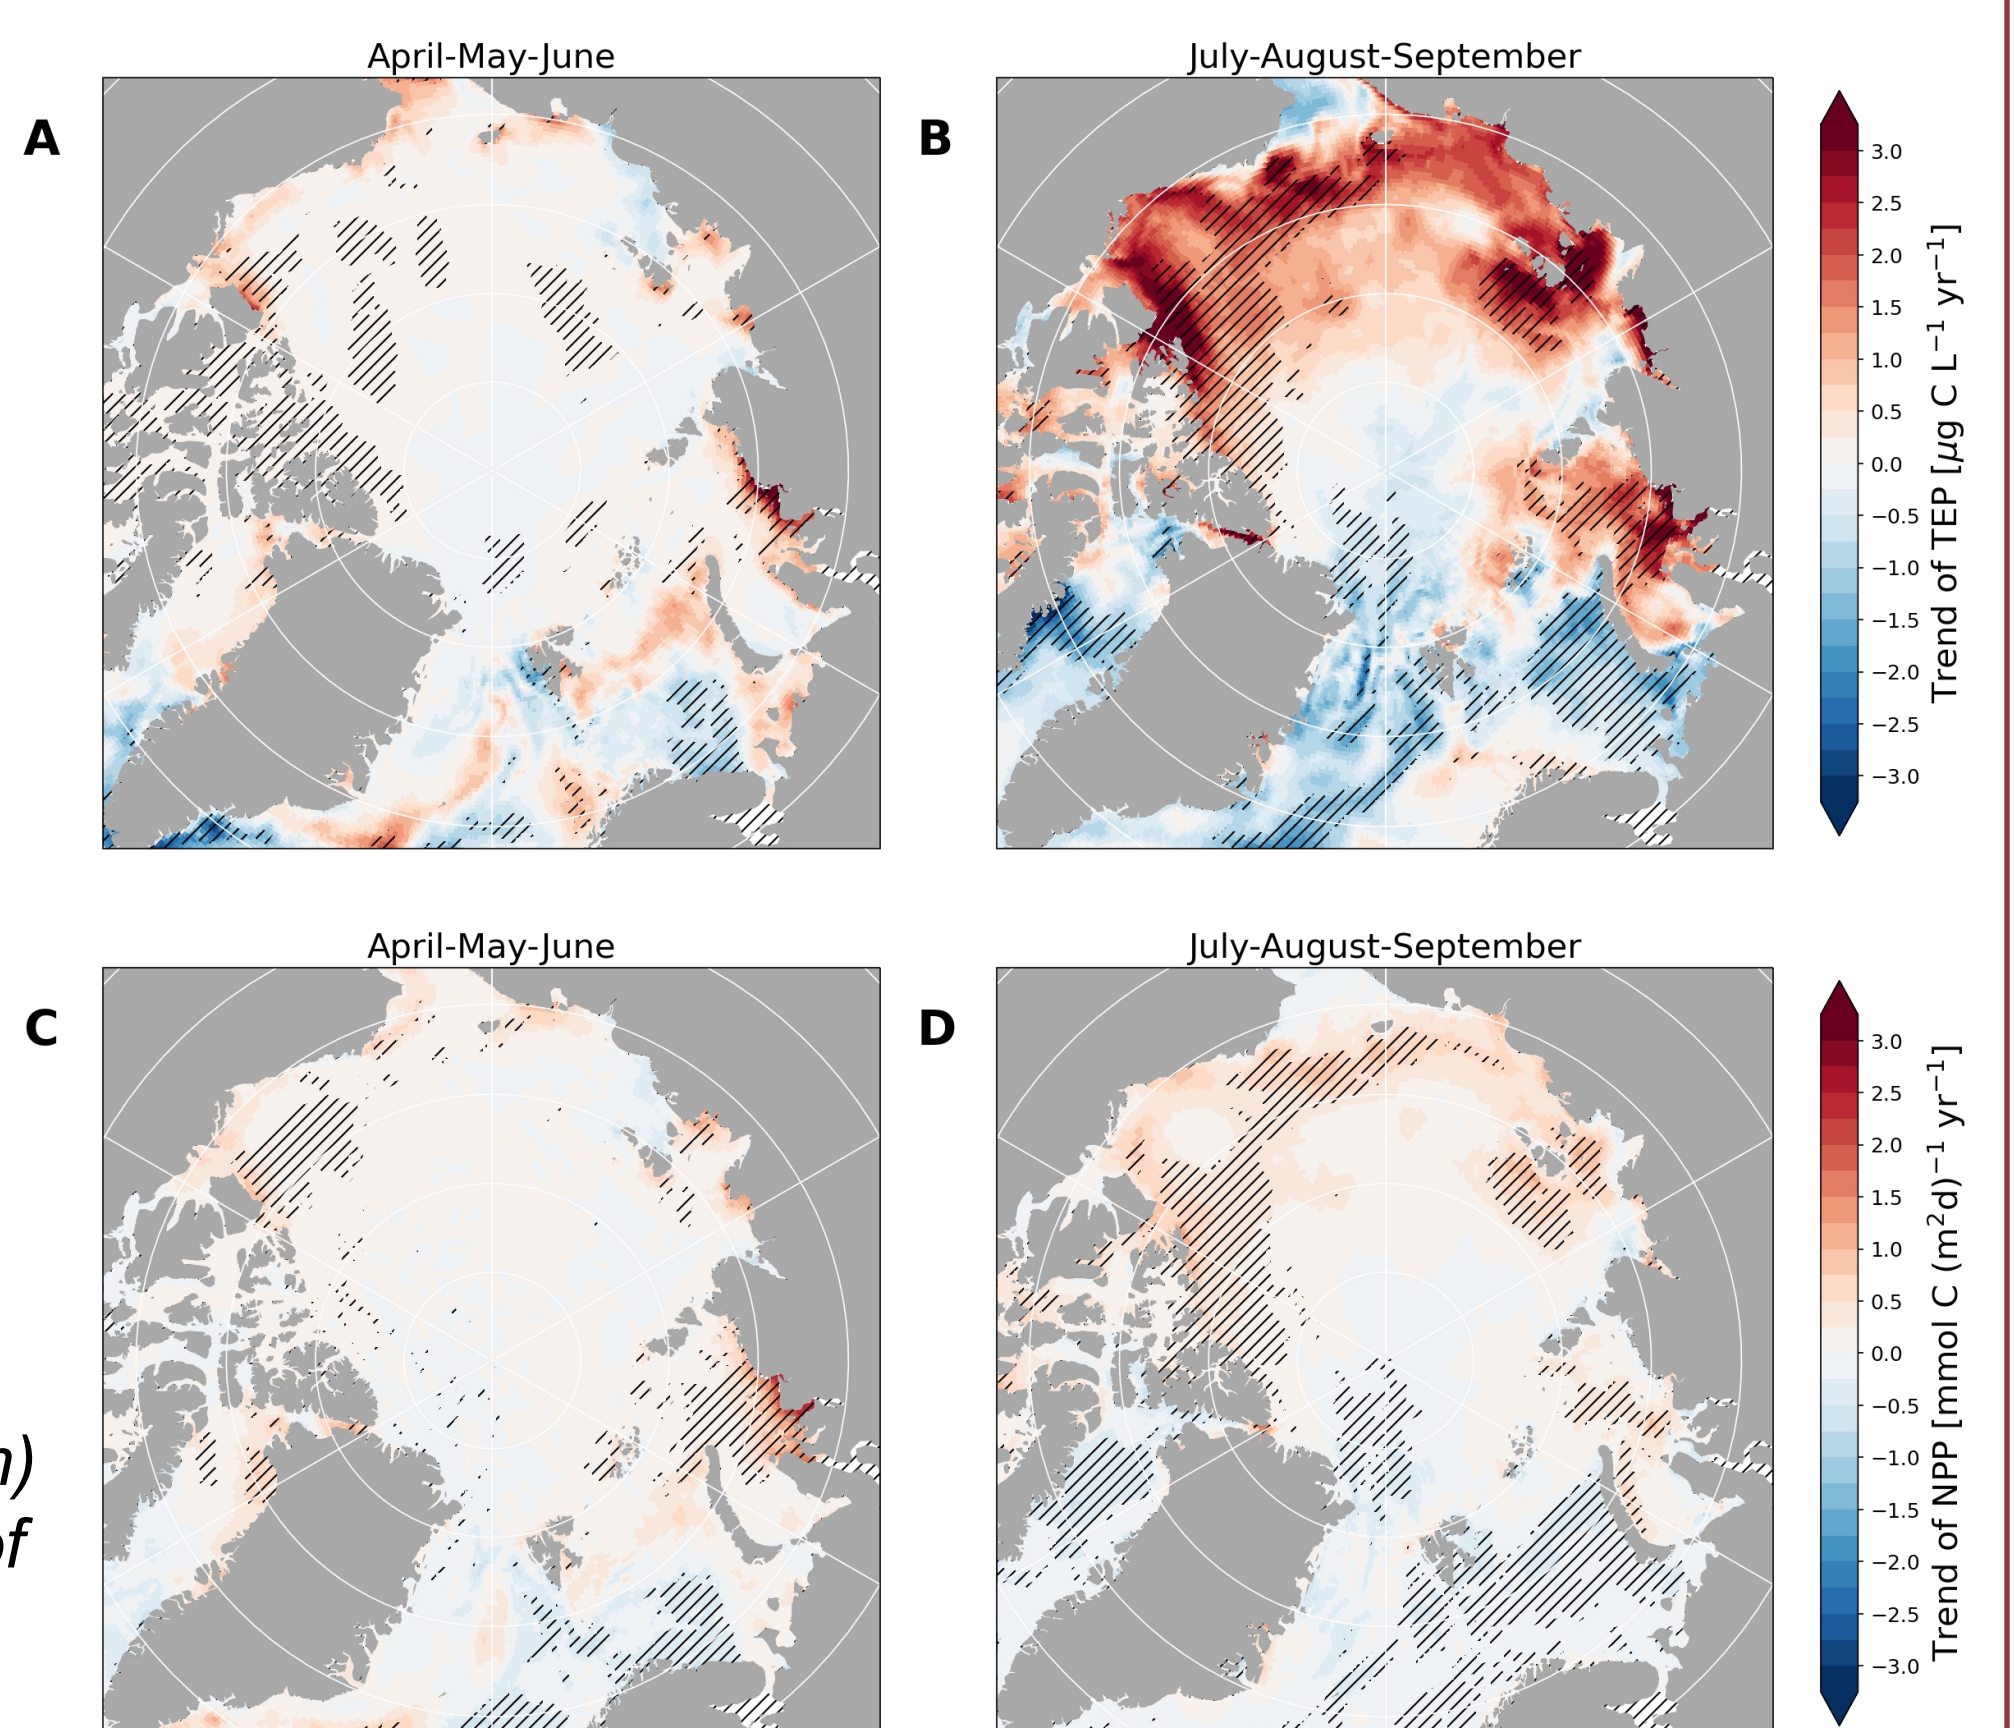 April-May-June
July-August-September
A
B
3.0
2.5
2.0
1.5
1.0
0.5
0.0
−0.5
−1.0
−1.5
−2.0
−2.5
−3.0
Trend of TEP [μg C L⁻¹ yr⁻¹]
April-May-June
July-August-September
C
D
3.0
2.5
2.0
1.5
1.0
0.5
0.0
−0.5
−1.0
−1.5
−2.0
−2.5
−3.0
Trend of NPP [mmol C (m²d)⁻¹ yr⁻¹]
n)
of